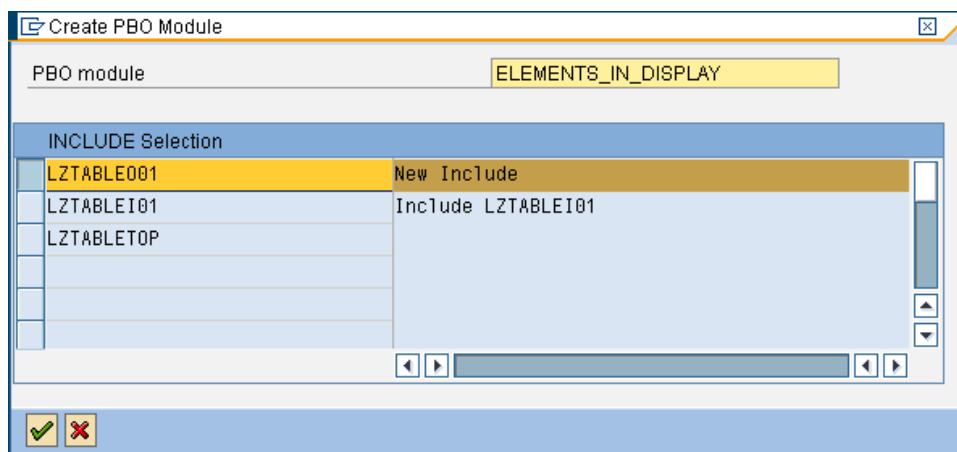 Create PBO Module
PBO module ELEMENTS_IN_DISPLAY
INCLUDE Selection
LZTABLEO01 New Include
LZTABLEI01 Include LZTABLEI01
LZTABLETOP